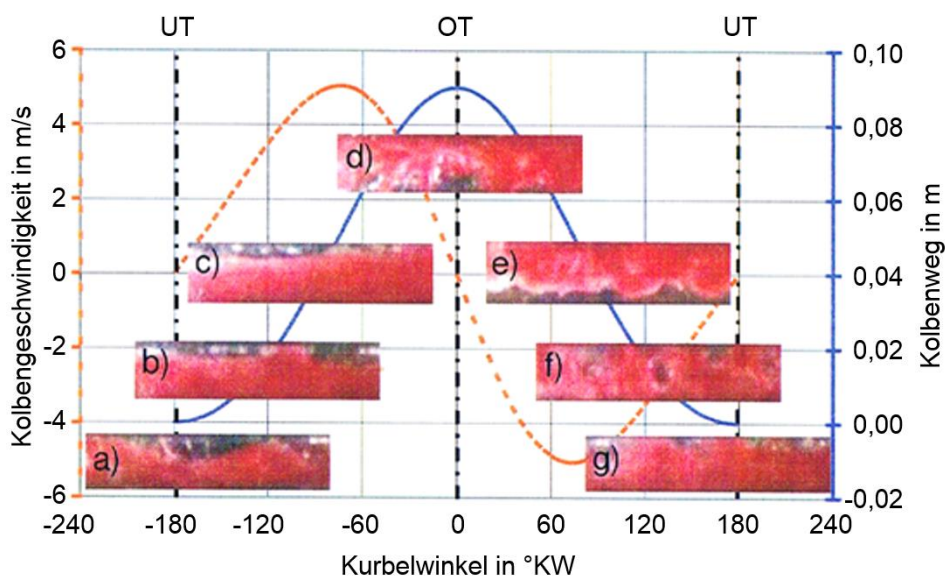 UT OT UT
Kolbengeschwindigkeit in m/s
6
4
2
0
-2
-4
-6
0,10
0,08
0,06
0,04
0,02
0,00
-0,02
Kolbenweg in m
d)
c)
e)
b)
f)
a)
g)
-240 -180 -120 -60 0 60 120 180 240
Kurbelwinkel in °KW